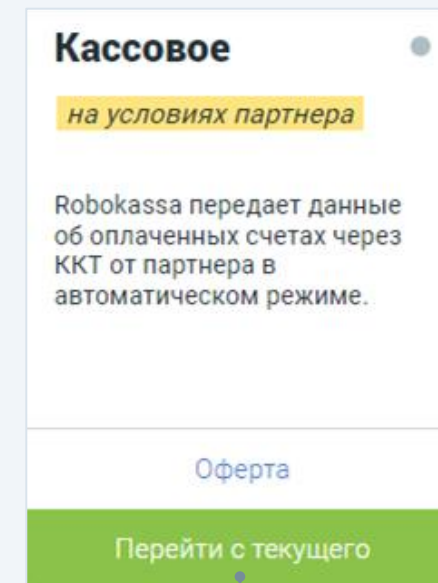 Кассовое
на условиях партнера
Robokassa передает данные
об оплаченных счетах через
ККТ от партнера в
автоматическом режиме.
Оферта
Перейти с текущего